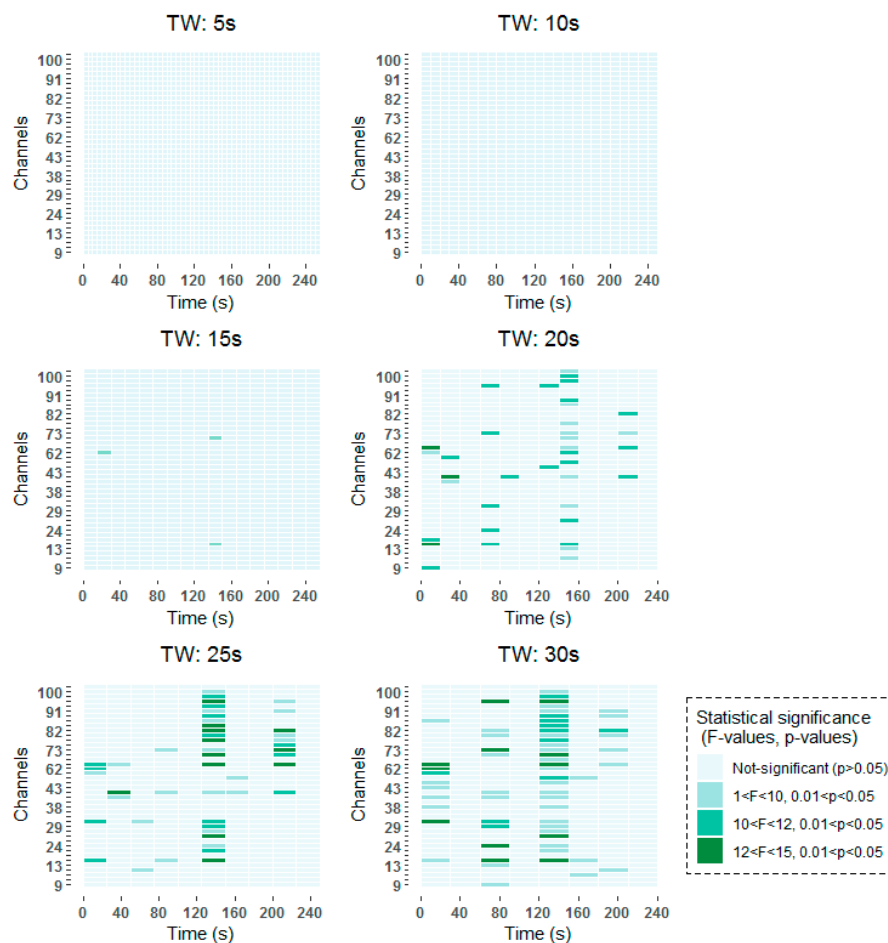 TW: 5s
TW: 10s
100
91
82
73
62
43
38
29
24
13
9
Channels
0 40 80 120 160 200 240
Time (s)
100
91
82
73
62
43
38
29
24
13
9
Channels
0 40 80 120 160 200 240
Time (s)
TW: 15s
TW: 20s
100
91
82
73
62
43
38
29
24
13
9
Channels
0 40 80 120 160 200 240
Time (s)
100
91
82
73
62
43
38
29
24
13
9
Channels
0 40 80 120 160 200 240
Time (s)
TW: 25s
TW: 30s
100
91
82
73
62
43
38
29
24
13
9
Channels
0 40 80 120 160 200 240
Time (s)
100
91
82
73
62
43
38
29
24
13
9
Channels
0 40 80 120 160 200 240
Time (s)
Statistical significance
(F-values, p-values)
Not-significant (p>0.05)
1<F<10, 0.01<p<0.05
10<F<12, 0.01<p<0.05
12<F<15, 0.01<p<0.05